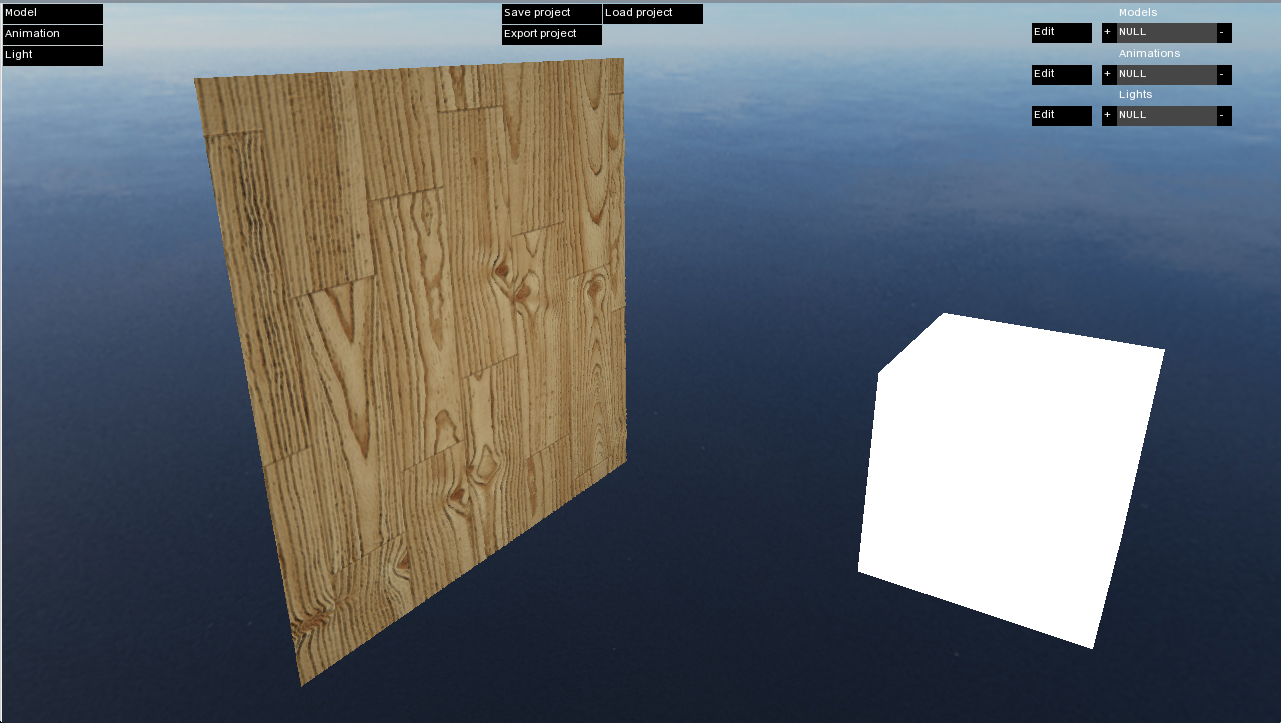 Model
Animation
Light
Save project
Load project
Export project
Models
Edit + NULL -
Animations
Edit + NULL -
Lights
Edit + NULL -